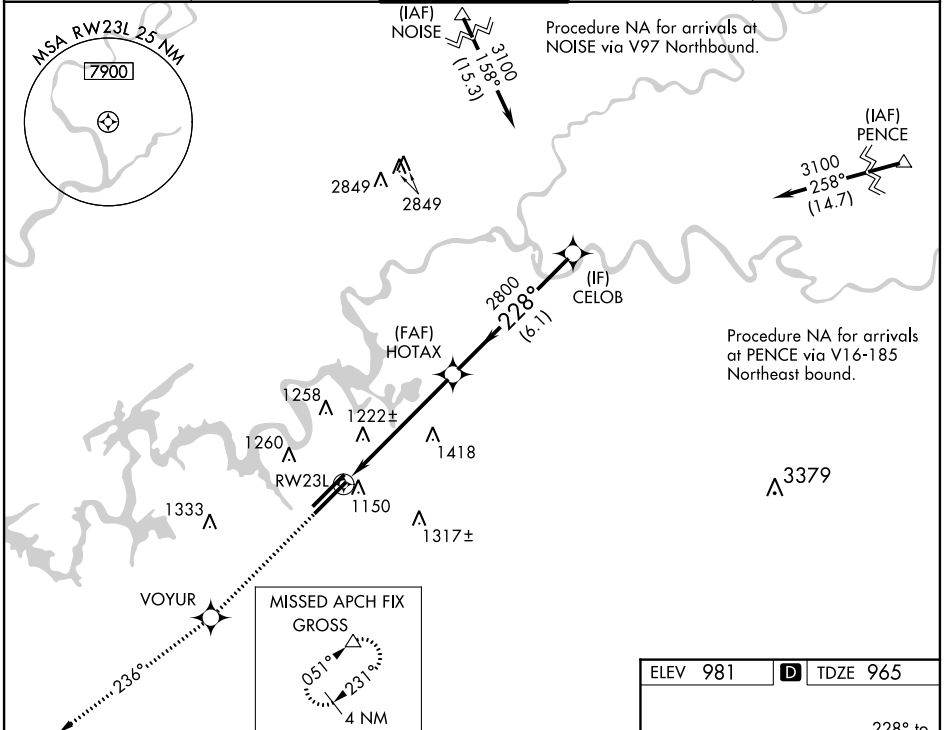 MSA RW23L 25 NM
7900
(IAF)
NOISE
3100
158°
(15.3)
Procedure NA for arrivals at
NOISE via V97 Northbound.
(IAF)
PENCE
3100
258°
(14.7)
2849
2849
(IF)
CELOB
2800
228°
(6.1)
(FAF)
HOTAX
Procedure NA for arrivals
at PENCE via V16-185
Northeast bound.
1258
1222±
1260
1418
RW23L
1150
3379
1333
1317±
VOYUR
236°
MISSED APCH FIX
GROSS
051°
231°
4 NM
ELEV 981
D
TDZE 965
228° to